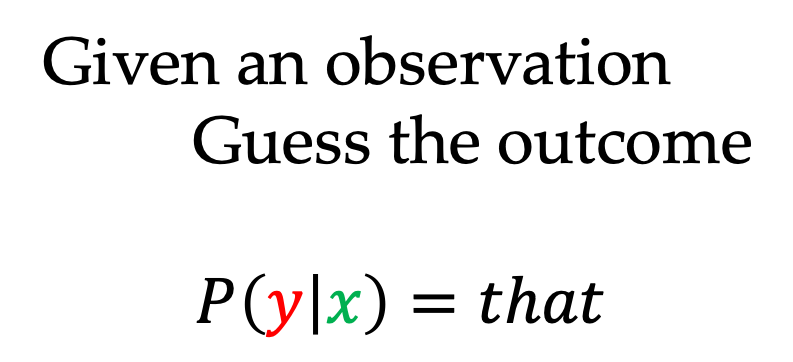 Given an observation
Guess the outcome
P(y|x) = that